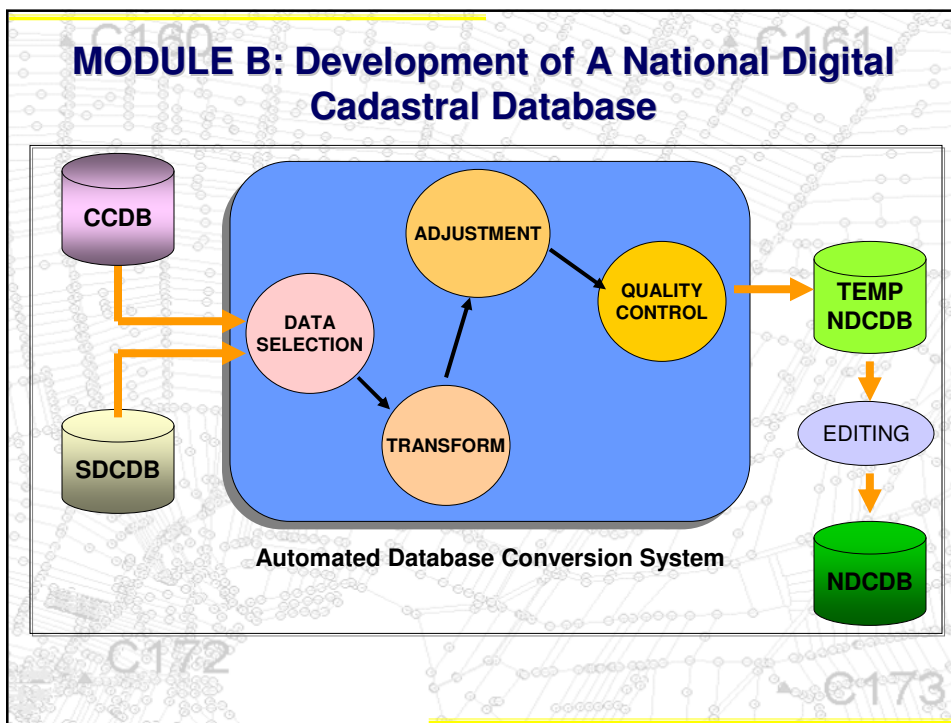 C160
C161
MODULE B: Development of A National Digital
Cadastral Database
CCDB
ADJUSTMENT
QUALITY
CONTROL
TEMP
NDCDB
DATA
SELECTION
EDITING
TRANSFORM
SDCDB
Automated Database Conversion System
NDCDB
C172
C173